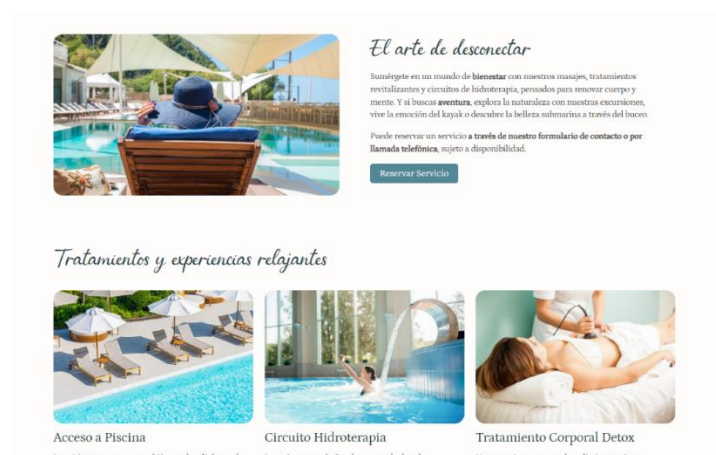 El arte de desconectar
Sumérgete en un mundo de bienestar con nuestros masajes, tratamientos
revitalizantes y circuitos de hidroterapia, pensados para renovar cuerpo y
mente. Y si buscas aventura, explora la naturaleza con nuestras excursiones,
vive la emoción del kayak o descubre la belleza submarina a través del buceo.
Puede reservar un servicio a través de nuestro formulario de contacto o por
llamada telefónica, sujeto a disponibilidad.
Reservar Servicio
Tratamientos y experiencias relajantes
Acceso a Piscina
Circuito Hidroterapia
Tratamiento Corporal Detox